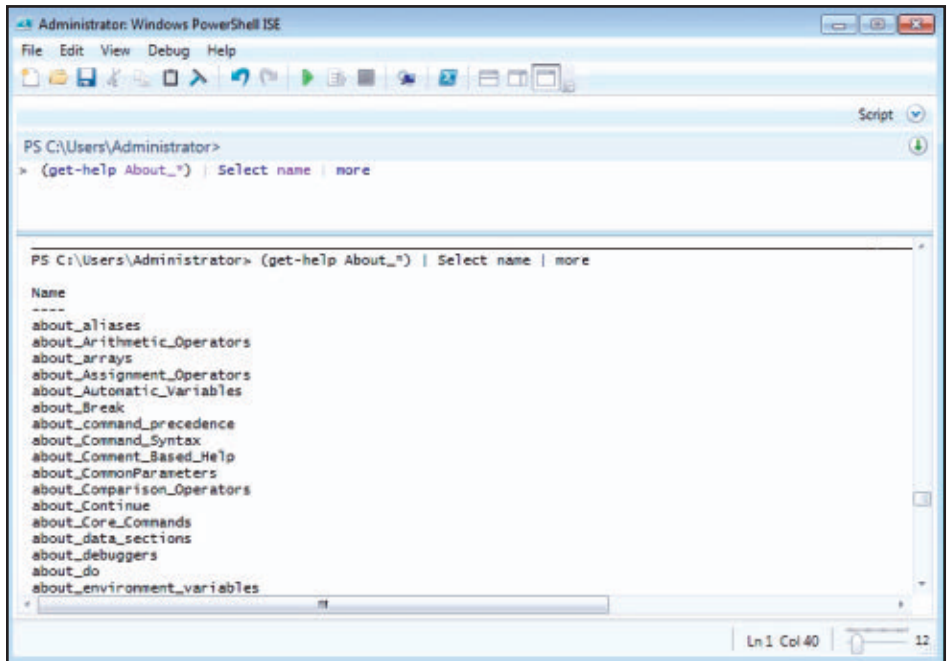 Administrator: Windows PowerShell ISE
File Edit View Debug Help
Script
PS C:\Users\Administrator>
> (get-help About_*) | Select name | more
PS C:\Users\Administrator> (get-help About_*) | Select name | more
Name
----
about_aliases
about_Arithmetic_Operators
about_arrays
about_Assignment_Operators
about_Automatic_Variables
about_Break
about_command_precedence
about_Command_Syntax
about_Comment_Based_Help
about_CommonParameters
about_Comparison_Operators
about_Continue
about_Core_Commands
about_data_sections
about_debuggers
about_do
about_environment_variables
Ln 1 Col 40 12